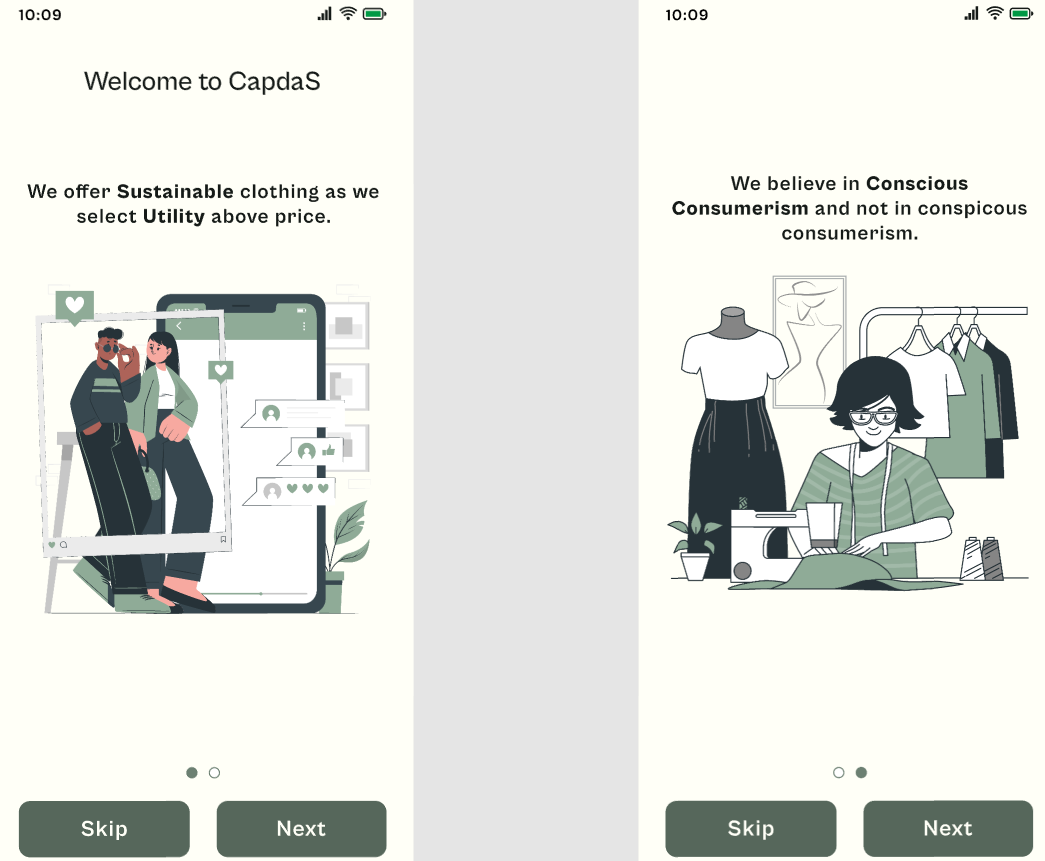 10:09
Welcome to CapdaS
We offer Sustainable clothing as we
select Utility above price.
Skip
Next
10:09
We believe in Conscious
Consumerism and not in conspicous
consumerism.
Skip
Next